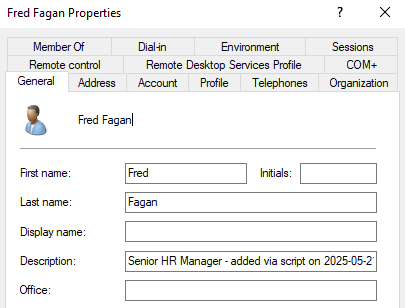 Fred Fagan Properties ? ×
Member Of Dial-in Environment Sessions
Remote control Remote Desktop Services Profile COM+
General Address Account Profile Telephones Organization
Fred Fagan
First name: Fred Initials:
Last name: Fagan
Display name:
Description: Senior HR Manager - added via script on 2025-05-2
Office: